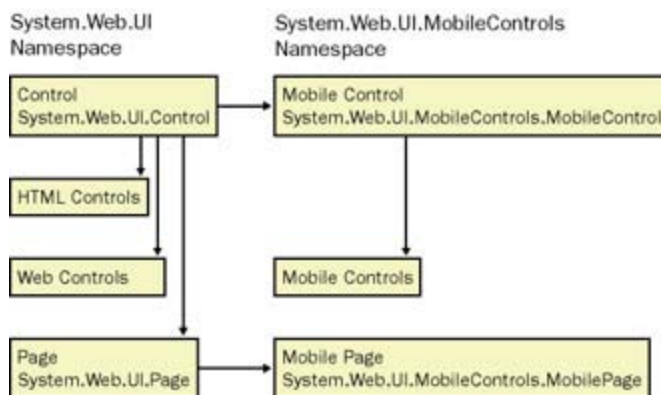 System.Web.UI
Namespace
System.Web.UI.MobileControls
Namespace
Control
System.Web.UI.Control
Mobile Control
System.Web.UI.MobileControls.MobileControl
HTML Controls
Web Controls
Mobile Controls
Page
System.Web.UI.Page
Mobile Page
System.Web.UI.MobileControls.MobilePage